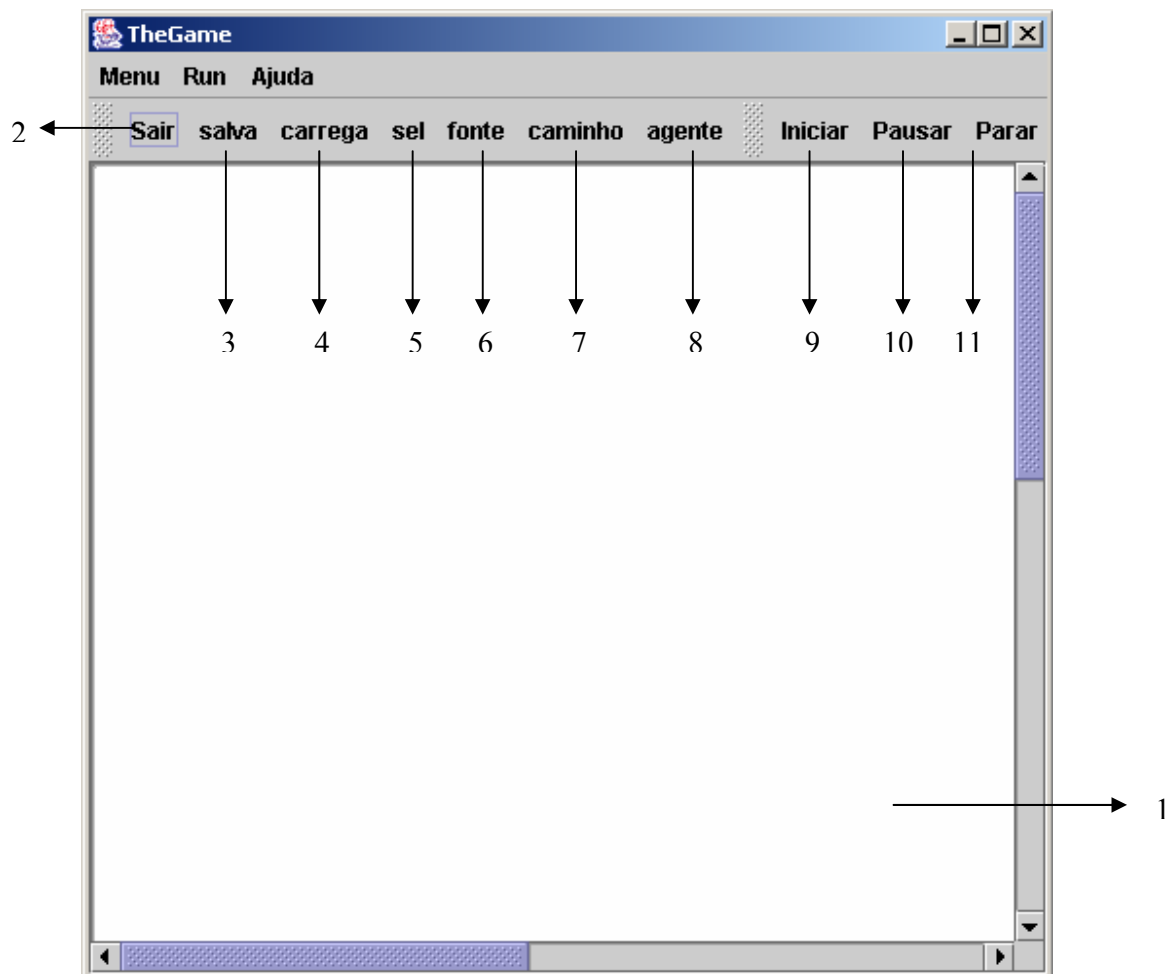 TheGame
Menu Run Ajuda
2 Sair salva carrega sel fonte caminho agente Iniciar Pausar Parar
3 4 5 6 7 8 9 10 11
1